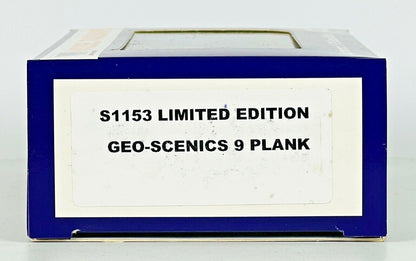 S1153 LIMITED EDITION
GEO-SCENICS 9 PLANK